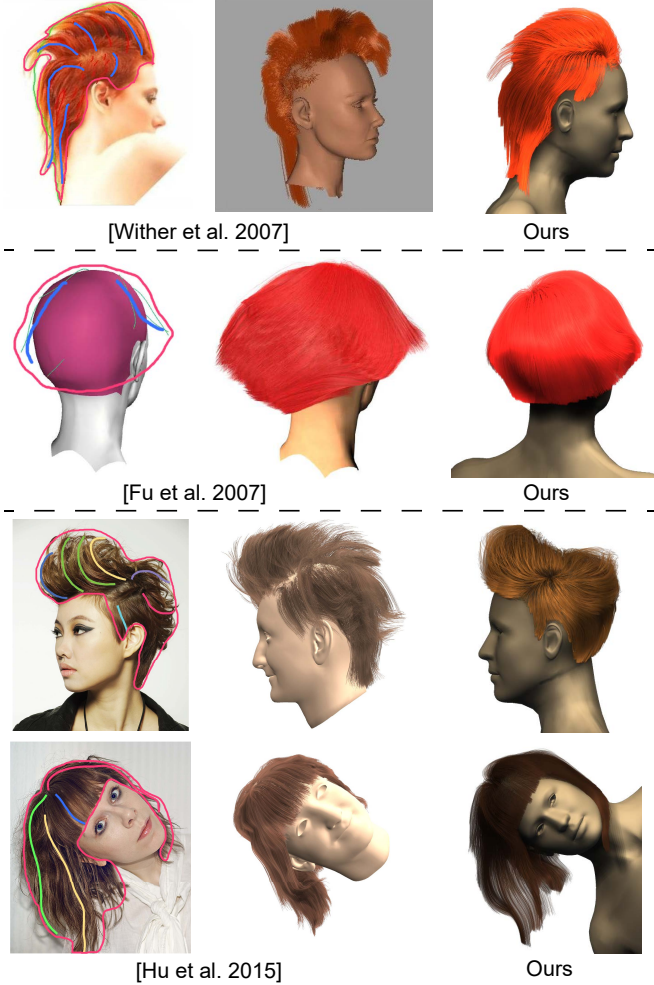 [Wither et al. 2007]
Ours
[Fu et al. 2007]
Ours
[Hu et al. 2015]
Ours